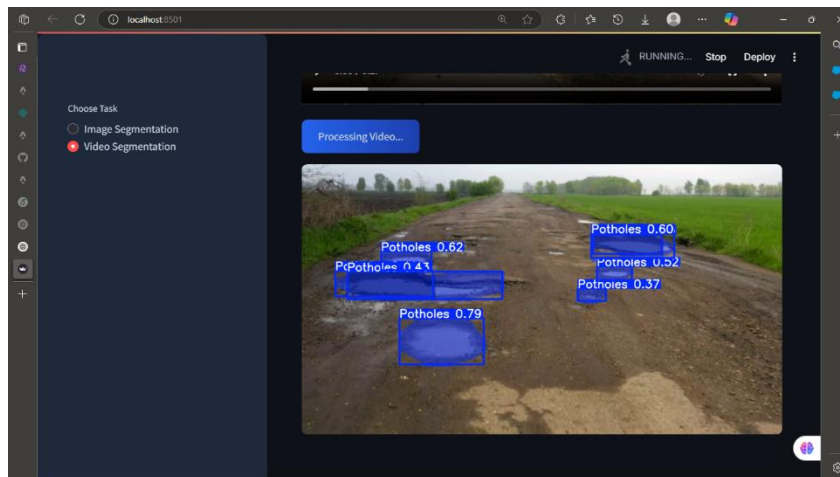 localhost:8501
RUNNING...
Stop
Deploy
Choose Task
Image Segmentation
Video Segmentation
Processing Video...
Potholes 0.60
Potholes 0.62
Potholes 0.52
Potholes 0.43
Potholes 0.37
Potholes 0.79